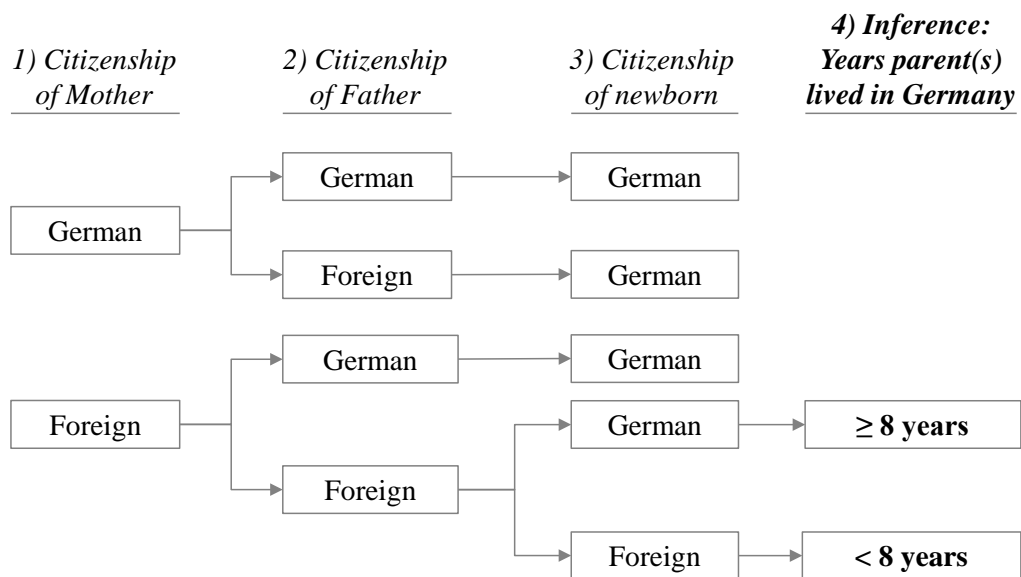 1) Citizenship
of Mother
2) Citizenship
of Father
3) Citizenship
of newborn
4) Inference:
Years parent(s)
lived in Germany
German
German
German
Foreign
German
Foreign
German
German
Foreign
German
≥ 8 years
Foreign
< 8 years